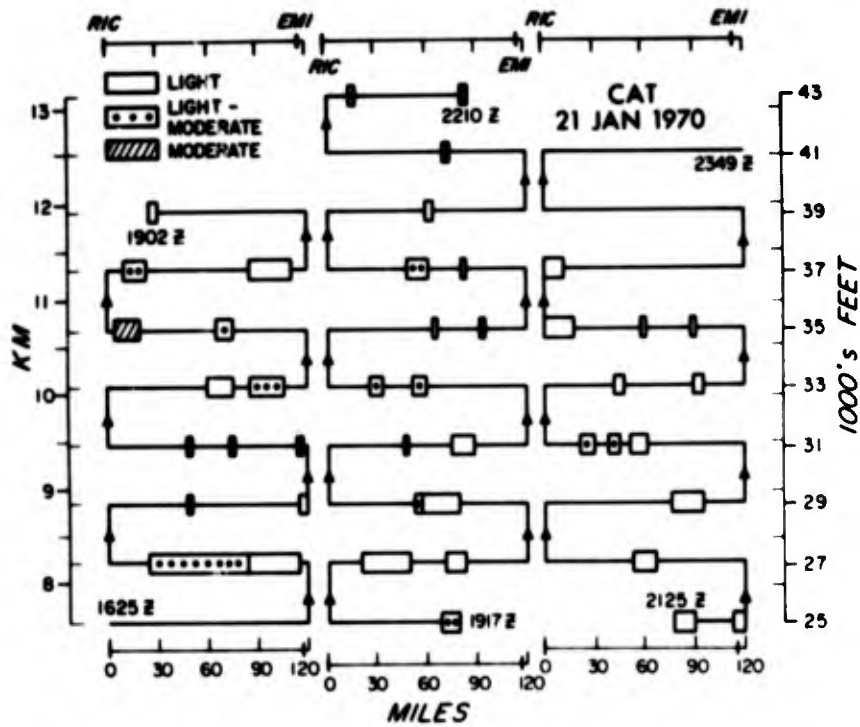 RIC EMI
RIC EMI
RIC EMI
LIGHT
LIGHT -
MODERATE
MODERATE
CAT
21 JAN 1970
2210 Z
2349 Z
1902 Z
1625 Z
1917 Z
2125 Z
13
12
11
10
9
8
KM
43
41
39
37
35
33
31
29
27
25
1000's FEET
0 30 60 90 120
0 30 60 90 120
0 30 60 90 120
MILES